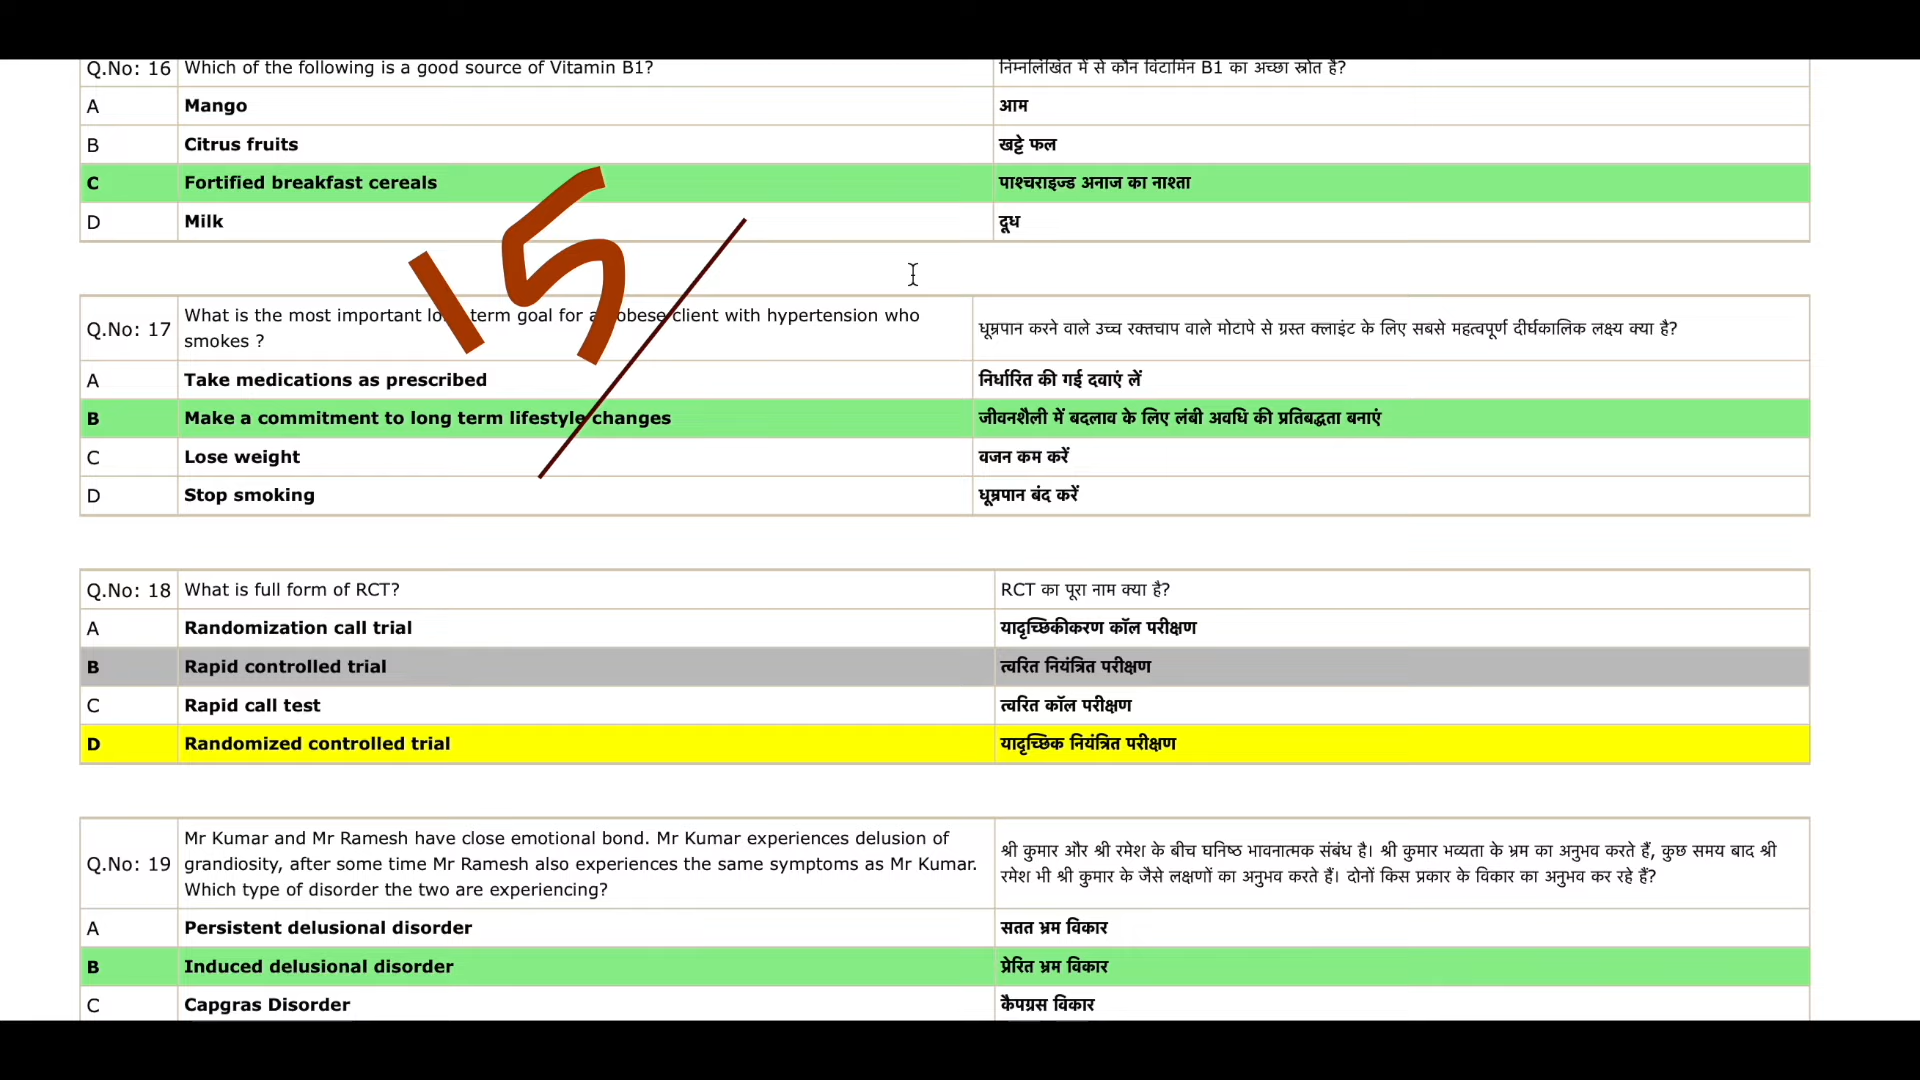 Q.No: 16 Which of the following is a good source of Vitamin B1? निम्नलिखित में से कौन विटामिन B1 का अच्छा स्रोत है?
A Mango आम
B Citrus fruits खट्टे फल
C Fortified breakfast cereals पाश्चराइज्ड अनाज का नाश्ता
D Milk दूध
15
Q.No: 17 What is the most important term goal for obese client with hypertension who
smokes ?
धूम्रपान करने वाले उच्च रक्तचाप वाले मोटापे से ग्रस्त क्लाइंट के लिए सबसे महत्वपूर्ण दीर्घकालिक लक्ष्य क्या है?
A Take medications as prescribed निर्धारित की गई दवाएं लें
B Make a commitment to long term lifestyle changes जीवनशैली में बदलाव के लिए लंबी अवधि की प्रतिबद्धता बनाएं
C Lose weight वजन कम करें
D Stop smoking धूम्रपान बंद करें
Q.No: 18 What is full form of RCT? RCT का पूरा नाम क्या है?
A Randomization call trial यादृच्छिकीकरण कॉल परीक्षण
B Rapid controlled trial त्वरित नियंत्रित परीक्षण
C Rapid call test त्वरित कॉल परीक्षण
D Randomized controlled trial यादृच्छिक नियंत्रित परीक्षण
Q.No: 19 Mr Kumar and Mr Ramesh have close emotional bond. Mr Kumar experiences delusion of
grandiosity, after some time Mr Ramesh also experiences the same symptoms as Mr Kumar.
Which type of disorder the two are experiencing?
श्री कुमार और श्री रमेश के बीच घनिष्ठ भावनात्मक संबंध है। श्री कुमार भव्यता के भ्रम का अनुभव करते हैं, कुछ समय बाद श्री
रमेश भी श्री कुमार के जैसे लक्षणों का अनुभव करते हैं। दोनों किस प्रकार के विकार का अनुभव कर रहे हैं?
A Persistent delusional disorder सतत भ्रम विकार
B Induced delusional disorder प्रेरित भ्रम विकार
C Capgras Disorder कैपग्रस विकार